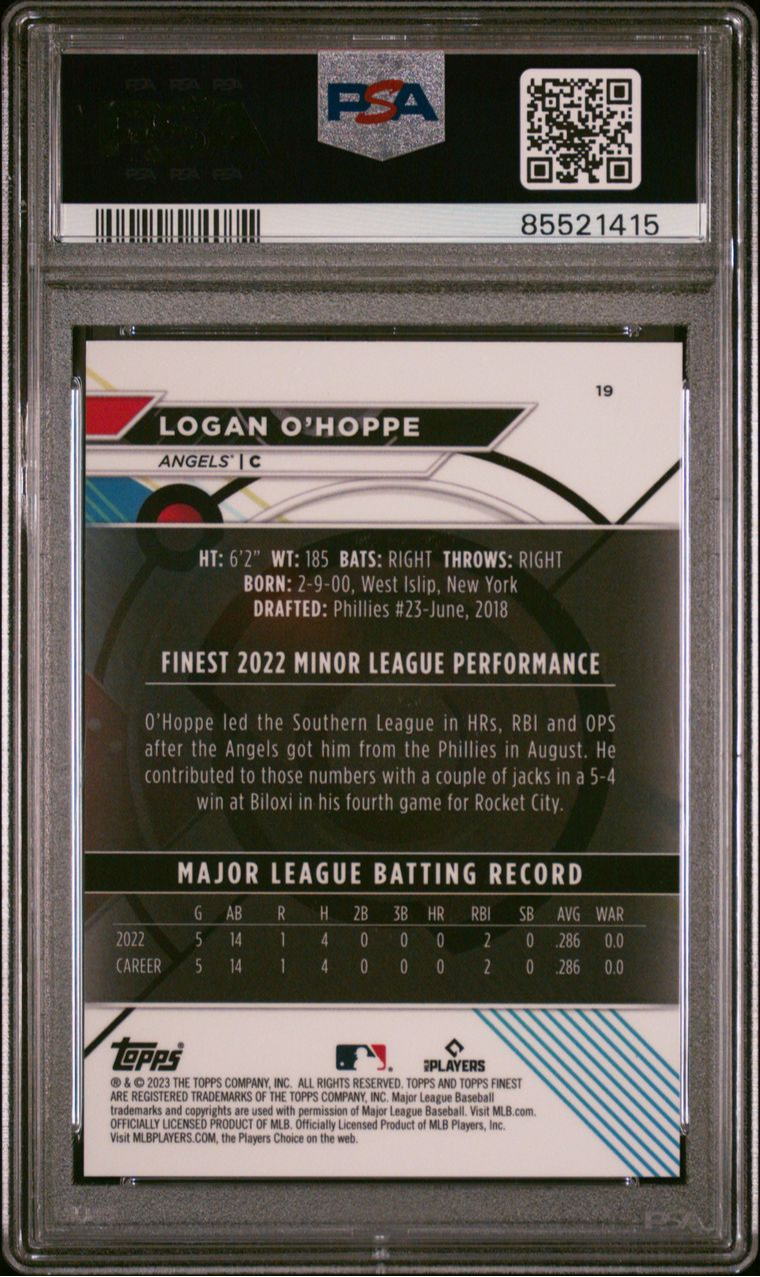 PSA PSA PSA
PSA
PSA PSA PSA
PSA
85521415
19
LOGAN O'HOPPE
ANGELS® | C
HT: 6'2" WT: 185 BATS: RIGHT THROWS: RIGHT
BORN: 2-9-00, West Islip, New York
DRAFTED: Phillies #23-June, 2018
FINEST 2022 MINOR LEAGUE PERFORMANCE
O'Hoppe led the Southern League in HRs, RBI and OPS
after the Angels got him from the Phillies in August. He
contributed to those numbers with a couple of jacks in a 5-4
win at Biloxi in his fourth game for Rocket City.
MAJOR LEAGUE BATTING RECORD
G AB R H 2B 3B HR RBI SB AVG WAR
2022 5 14 1 4 0 0 0 2 0 .286 0.0
CAREER 5 14 1 4 0 0 0 2 0 .286 0.0
Topps®
PLAYERS
® & © 2023 THE TOPPS COMPANY, INC. ALL RIGHTS RESERVED. TOPPS AND TOPPS FINEST
ARE REGISTERED TRADEMARKS OF THE TOPPS COMPANY, INC. Major League Baseball
trademarks and copyrights are used with permission of Major League Baseball. Visit MLB.com.
OFFICIALLY LICENSED PRODUCT OF MLB. Officially Licensed Product of MLB Players, Inc.
Visit MLBPLAYERS.COM, the Players Choice on the web.
PSA